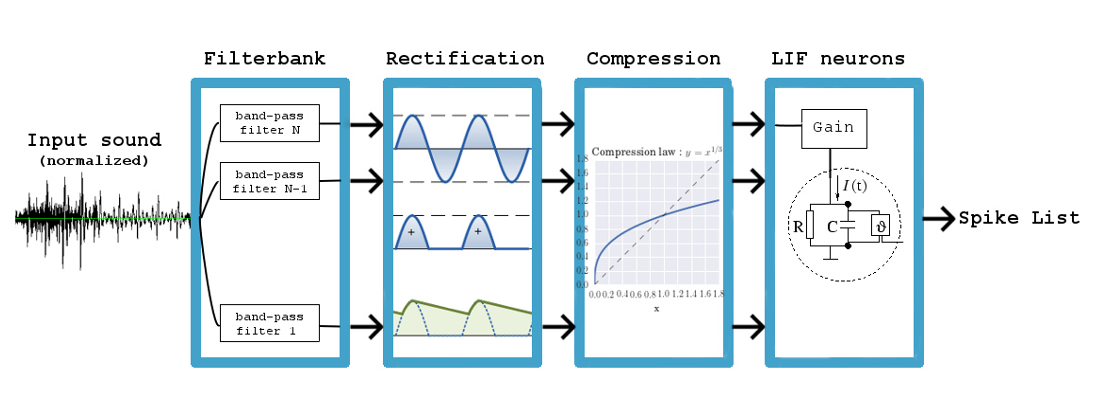 Filterbank
Rectification
Compression
LIF neurons
Input sound
(normalized)
band-pass
filter N
band-pass
filter N-1
band-pass
filter 1
+ +
Compression law : y = x^{1/3}
1.8
1.6
1.4
1.2
1.0
0.8
0.6
0.4
0.2
0.0
0.0 0.2 0.4 0.6 0.8 1.0 1.2 1.4 1.6 1.8
x
Gain
I(t)
R C ϑ
Spike List